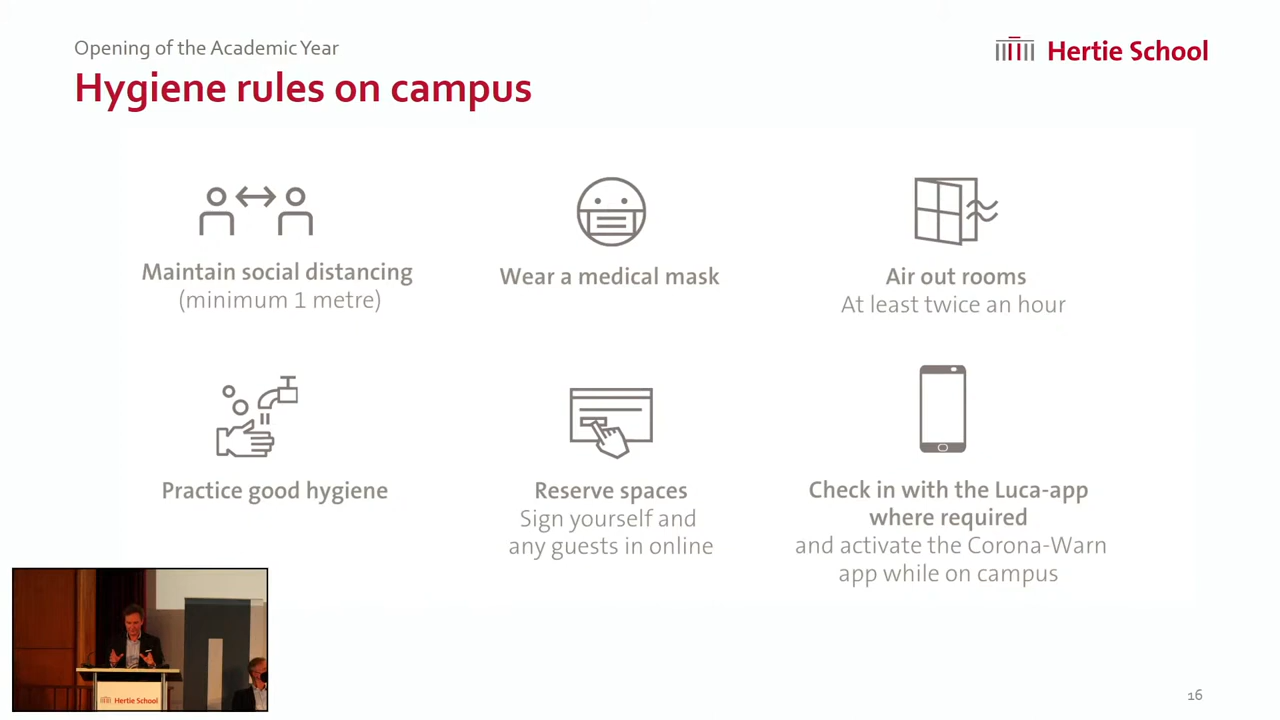 Opening of the Academic Year
Hygiene rules on campus
Hertie School
Maintain social distancing
(minimum 1 metre)
Wear a medical mask
Air out rooms
At least twice an hour
Practice good hygiene
Reserve spaces
Sign yourself and
any guests in online
Check in with the Luca-app
where required
and activate the Corona-Warn
app while on campus
Hertie School
16